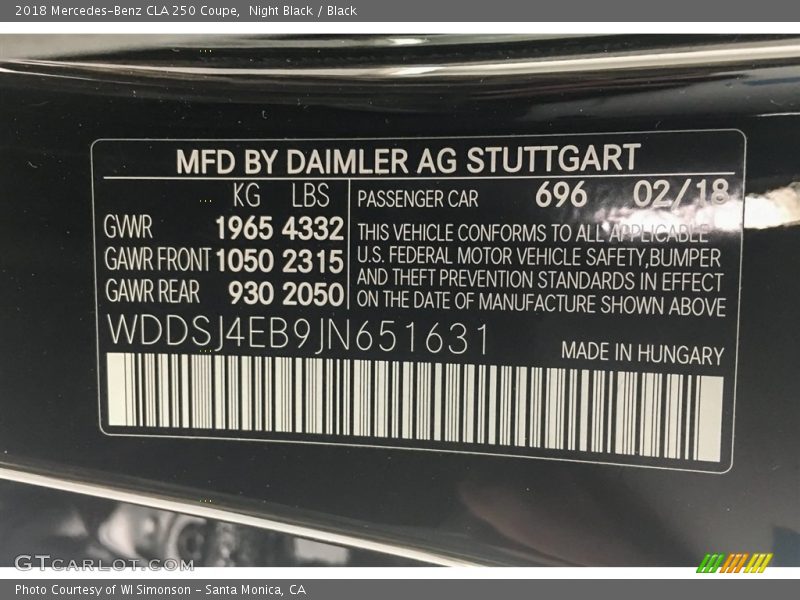 2018 Mercedes-Benz CLA 250 Coupe, Night Black / Black
MFD BY DAIMLER AG STUTTGART
KG LBS
GVWR 1965 4332
GAWR FRONT 1050 2315
GAWR REAR 930 2050
PASSENGER CAR 696 02/18
THIS VEHICLE CONFORMS TO ALL APPLICABLE
U.S. FEDERAL MOTOR VEHICLE SAFETY, BUMPER
AND THEFT PREVENTION STANDARDS IN EFFECT
ON THE DATE OF MANUFACTURE SHOWN ABOVE
WDDSJ4EB9JN651631
MADE IN HUNGARY
GTCARLOT.COM
Photo Courtesy of WI Simonson - Santa Monica, CA